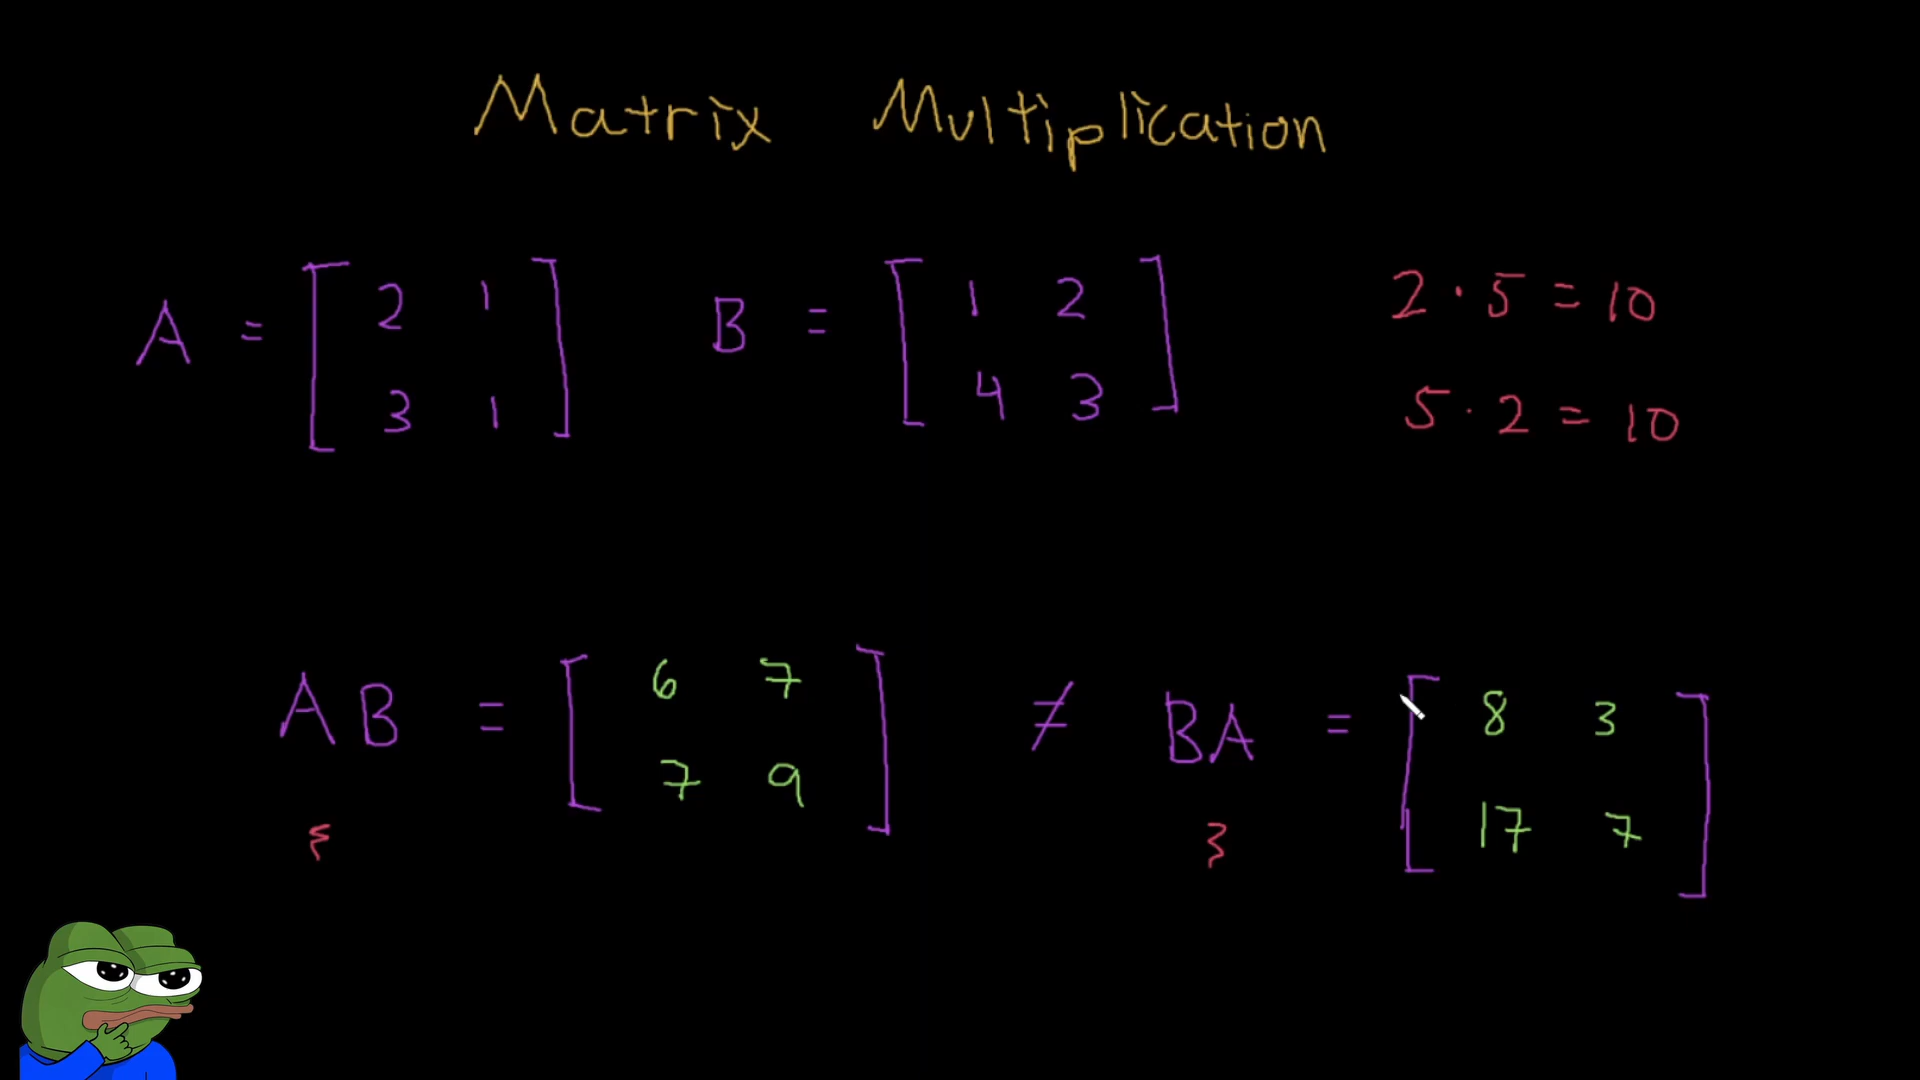 Matrix Multiplication
A = [ 2 1
3 1 ]
B = [ 1 2
4 3 ]
2 · 5 = 10
5 · 2 = 10
AB = [ 6 7
7 9 ]
≠ BA = [ 8 3
17 7 ]